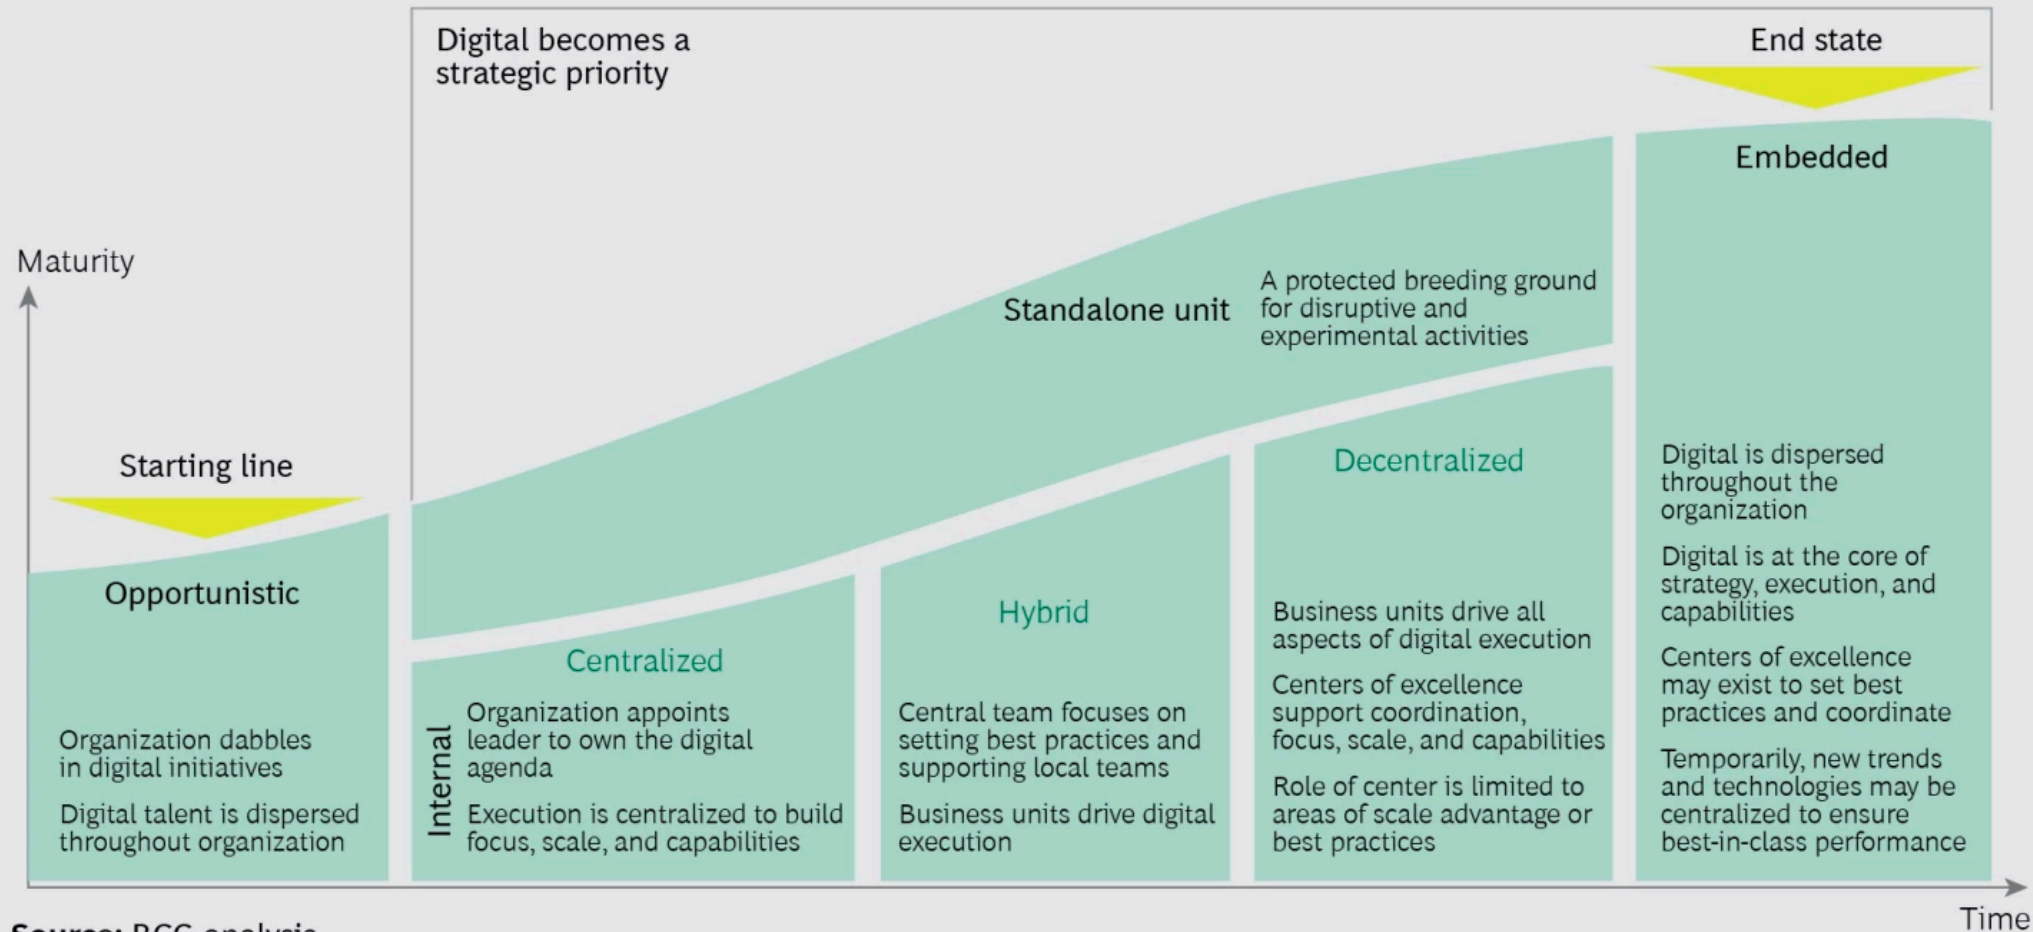 Digital becomes a
strategic priority
End state
Embedded
Maturity
Standalone unit
A protected breeding ground
for disruptive and
experimental activities
Starting line
Opportunistic
Organization dabbles
in digital initiatives
Digital talent is dispersed
throughout organization
Internal
Centralized
Organization appoints
leader to own the digital
agenda
Execution is centralized to build
focus, scale, and capabilities
Hybrid
Central team focuses on
setting best practices and
supporting local teams
Business units drive digital
execution
Decentralized
Business units drive all
aspects of digital execution
Centers of excellence
support coordination,
focus, scale, and capabilities
Role of center is limited to
areas of scale advantage or
best practices
Digital is dispersed
throughout the
organization
Digital is at the core of
strategy, execution, and
capabilities
Centers of excellence
may exist to set best
practices and coordinate
Temporarily, new trends
and technologies may be
centralized to ensure
best-in-class performance
Time
Source: BCG analysis